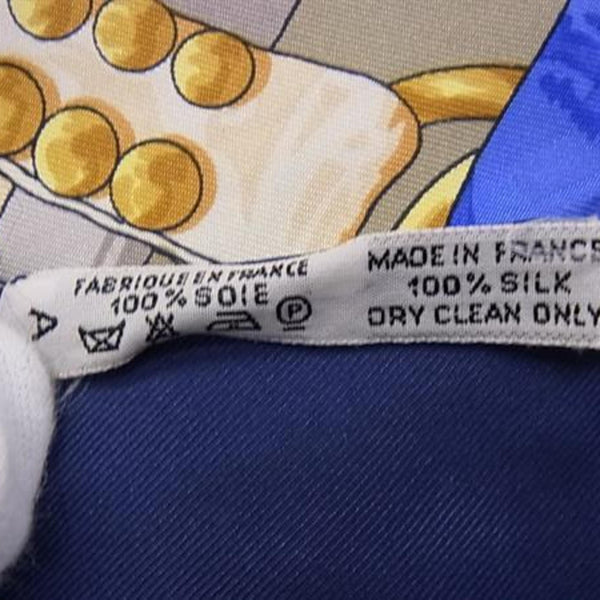 FABRIQUE EN FRANCE
100% SOIE
A
P
MADE IN FRANCE
100% SILK
DRY CLEAN ONLY